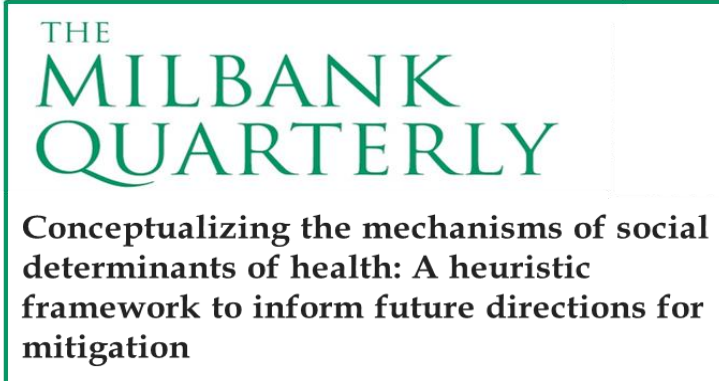 THE
MILBANK
QUARTERLY
Conceptualizing the mechanisms of social
determinants of health: A heuristic
framework to inform future directions for
mitigation